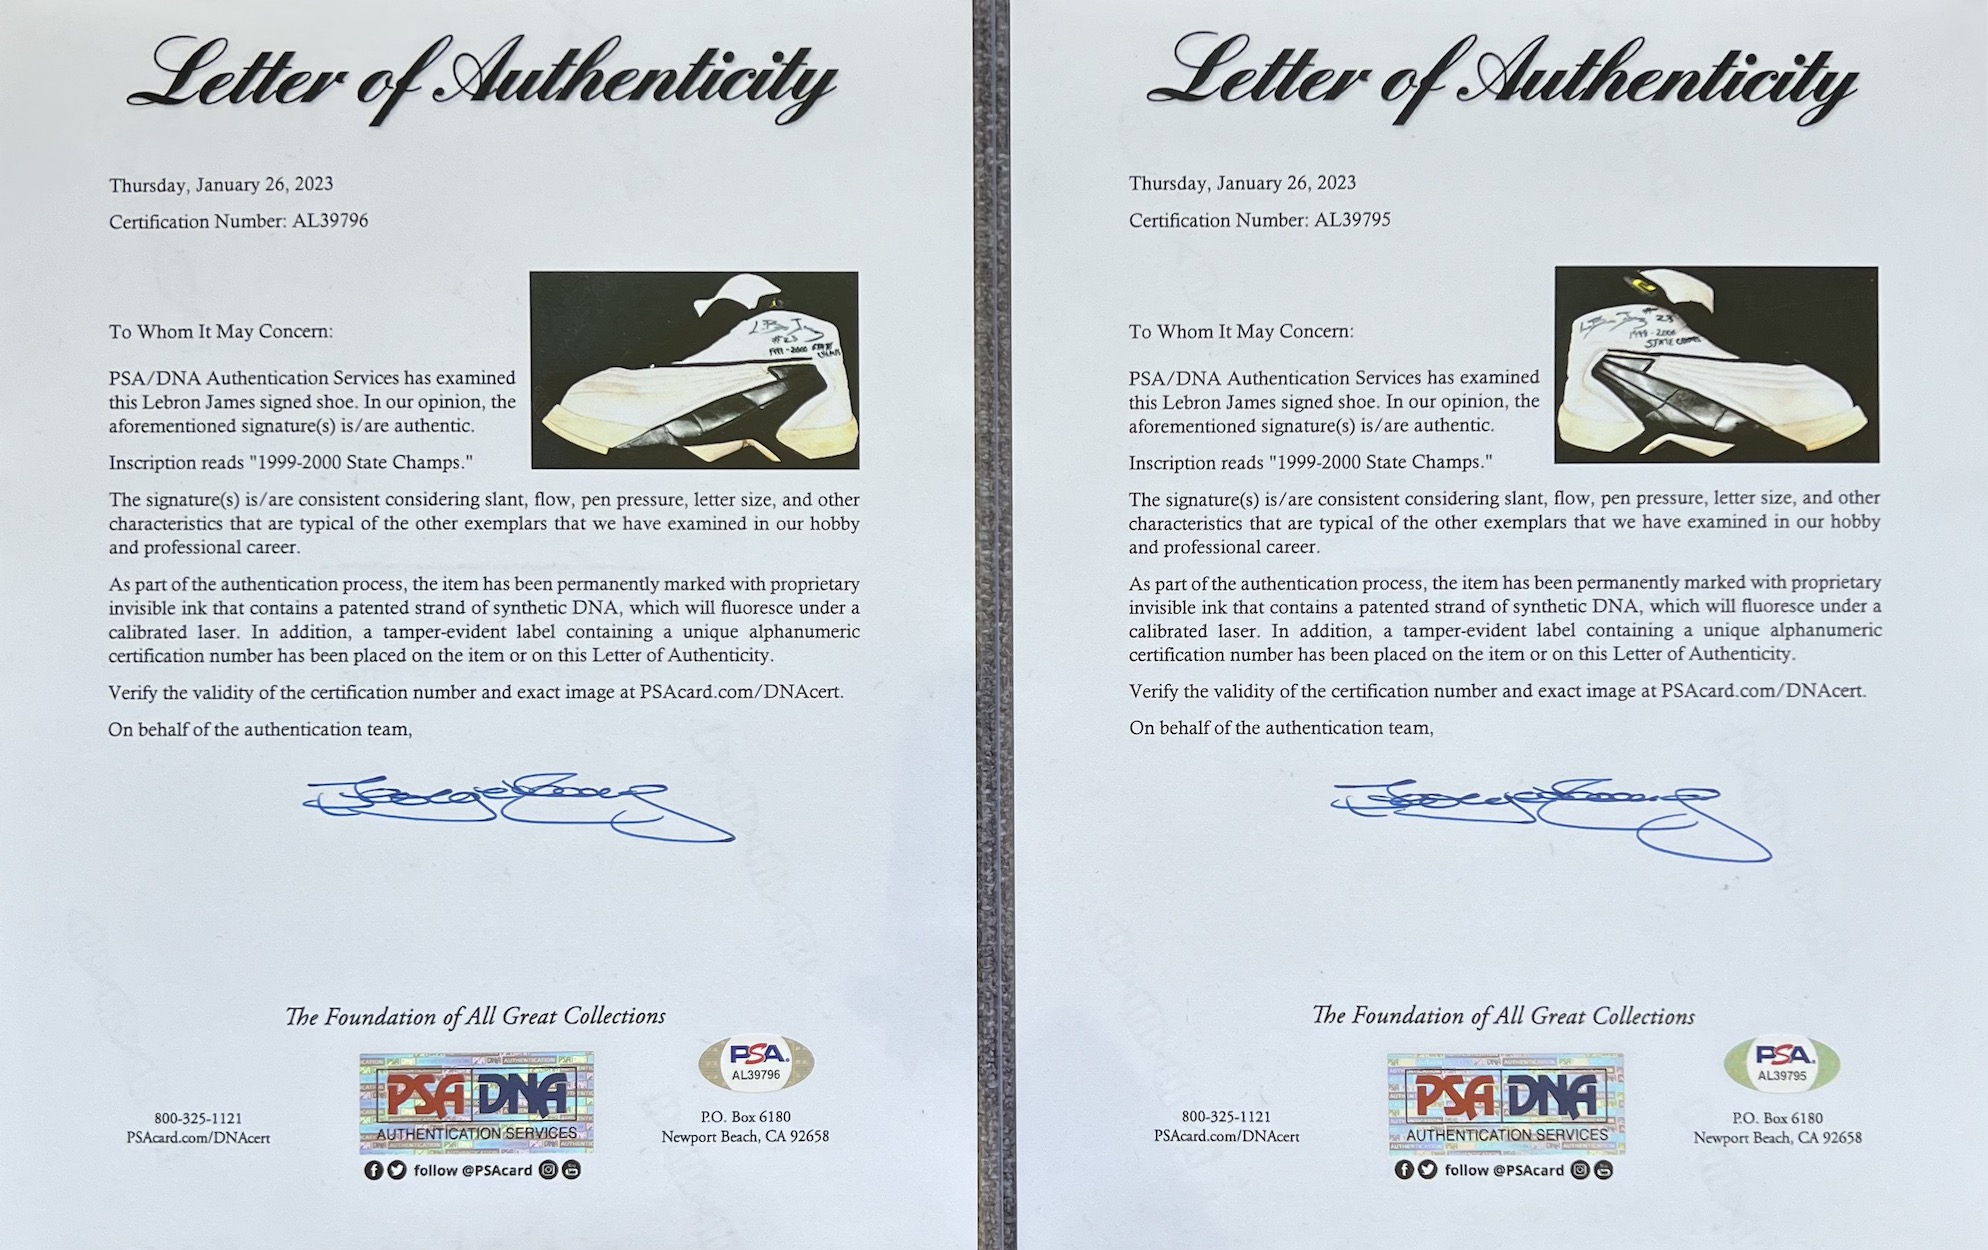 Letter of Authenticity
Thursday, January 26, 2023
Certification Number: AL39796
To Whom It May Concern:
PSA/DNA Authentication Services has examined
this Lebron James signed shoe. In our opinion, the
aforementioned signature(s) is/are authentic.
Inscription reads "1999-2000 State Champs."
#23
1999-2000 STATE
The signature(s) is/are consistent considering slant, flow, pen pressure, letter size, and other
characteristics that are typical of the other exemplars that we have examined in our hobby
and professional career.
As part of the authentication process, the item has been permanently marked with proprietary
invisible ink that contains a patented strand of synthetic DNA, which will fluoresce under a
calibrated laser. In addition, a tamper-evident label containing a unique alphanumeric
certification number has been placed on the item or on this Letter of Authenticity.
Verify the validity of the certification number and exact image at PSAcard.com/DNAcert.
On behalf of the authentication team,
The Foundation of All Great Collections
800-325-1121
PSAcard.com/DNAcert
PSA DNA
AUTHENTICATION SERVICES
follow @PSAcard
PSA.
AL39796
P.O. Box 6180
Newport Beach, CA 92658
Letter of Authenticity
Thursday, January 26, 2023
Certification Number: AL39795
To Whom It May Concern:
PSA/DNA Authentication Services has examined
this Lebron James signed shoe. In our opinion, the
aforementioned signature(s) is/are authentic.
Inscription reads "1999-2000 State Champs."
#23
1999-2000
STATE CHAMPS
The signature(s) is/are consistent considering slant, flow, pen pressure, letter size, and other
characteristics that are typical of the other exemplars that we have examined in our hobby
and professional career.
As part of the authentication process, the item has been permanently marked with proprietary
invisible ink that contains a patented strand of synthetic DNA, which will fluoresce under a
calibrated laser. In addition, a tamper-evident label containing a unique alphanumeric
certification number has been placed on the item or on this Letter of Authenticity.
Verify the validity of the certification number and exact image at PSAcard.com/DNAcert.
On behalf of the authentication team,
The Foundation of All Great Collections
800-325-1121
PSAcard.com/DNAcert
PSA DNA
AUTHENTICATION SERVICES
follow @PSAcard
PSA.
AL39795
P.O. Box 6180
Newport Beach, CA 92658